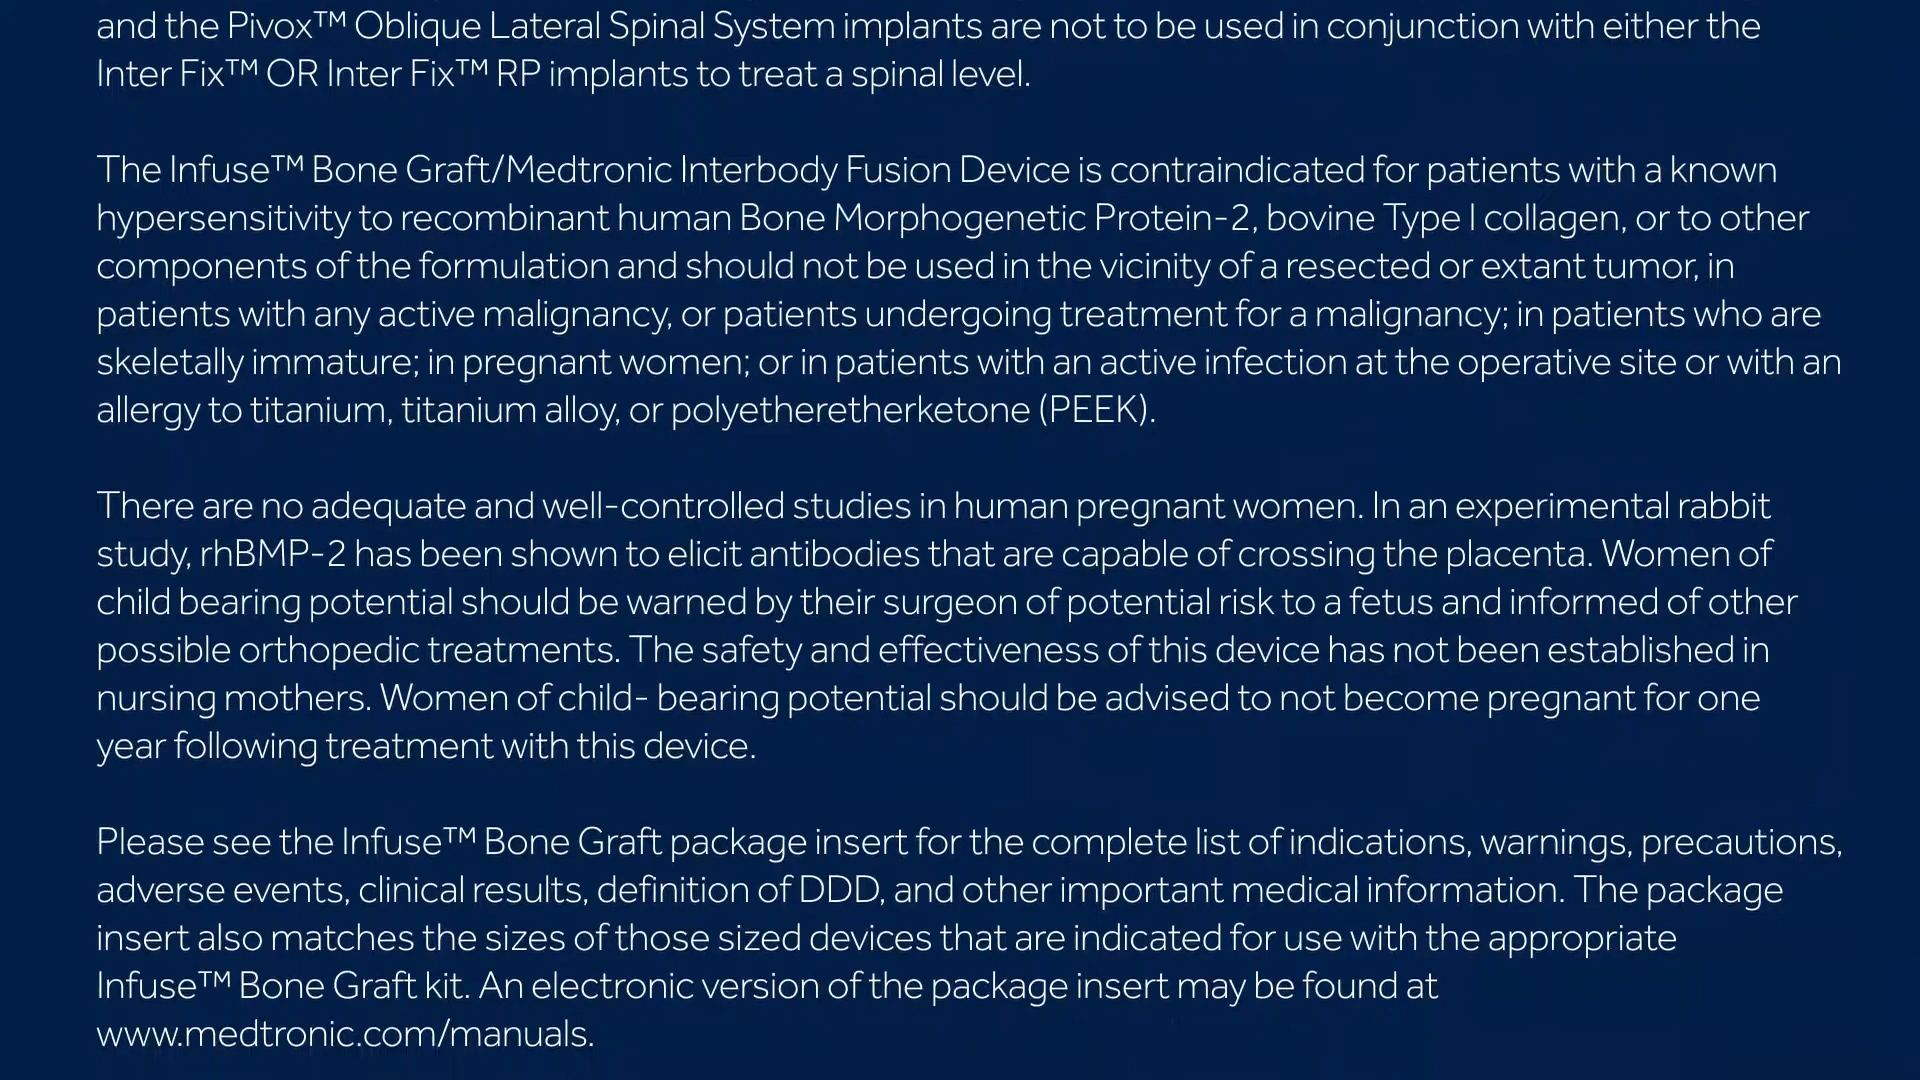 and the Pivox™ Oblique Lateral Spinal System implants are not to be used in conjunction with either the
Inter Fix™ OR Inter Fix™ RP implants to treat a spinal level.
The Infuse™ Bone Graft/Medtronic Interbody Fusion Device is contraindicated for patients with a known
hypersensitivity to recombinant human Bone Morphogenetic Protein-2, bovine Type I collagen, or to other
components of the formulation and should not be used in the vicinity of a resected or extant tumor, in
patients with any active malignancy, or patients undergoing treatment for a malignancy; in patients who are
skeletally immature; in pregnant women; or in patients with an active infection at the operative site or with an
allergy to titanium, titanium alloy, or polyetheretherketone (PEEK).
There are no adequate and well-controlled studies in human pregnant women. In an experimental rabbit
study, rhBMP-2 has been shown to elicit antibodies that are capable of crossing the placenta. Women of
child bearing potential should be warned by their surgeon of potential risk to a fetus and informed of other
possible orthopedic treatments. The safety and effectiveness of this device has not been established in
nursing mothers. Women of child- bearing potential should be advised to not become pregnant for one
year following treatment with this device.
Please see the Infuse™ Bone Graft package insert for the complete list of indications, warnings, precautions,
adverse events, clinical results, definition of DDD, and other important medical information. The package
insert also matches the sizes of those sized devices that are indicated for use with the appropriate
Infuse™ Bone Graft kit. An electronic version of the package insert may be found at
www.medtronic.com/manuals.